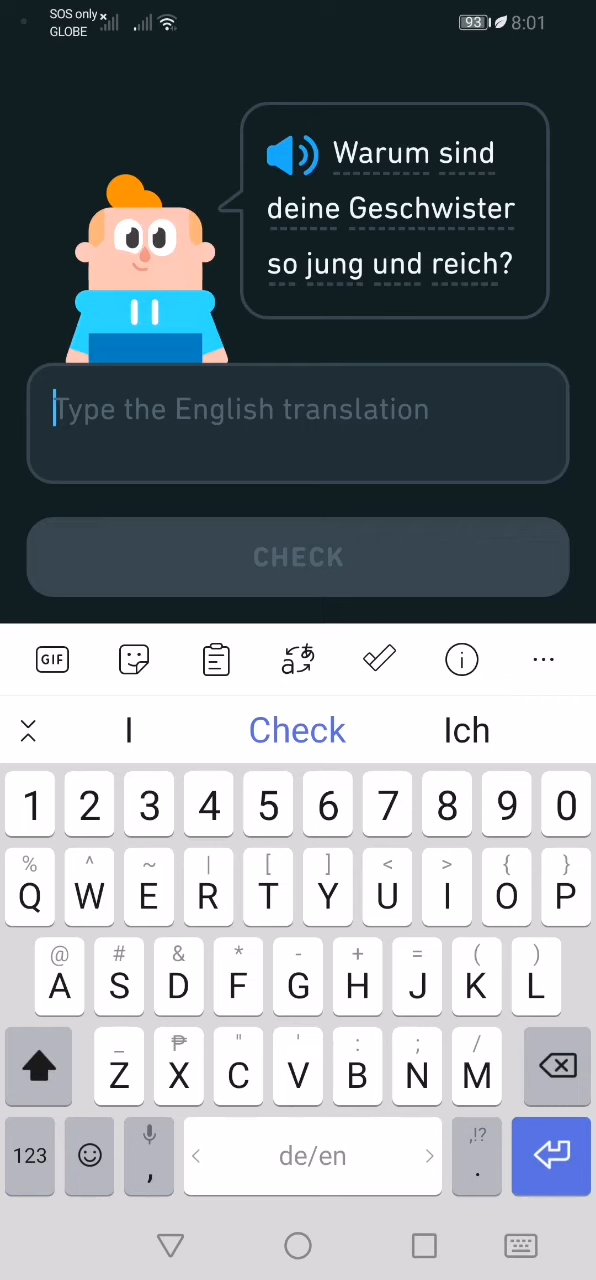 SOS only
GLOBE
93 8:01
Warum sind
deine Geschwister
so jung und reich?
Type the English translation
CHECK
GIF
I Check Ich
1 2 3 4 5 6 7 8 9 0
% ^ ~ | [ ] < > { }
Q W E R T Y U I O P
@ # & * - + = ( )
A S D F G H J K L
_ ₱ " ' : ; /
Z X C V B N M
123 , < de/en > ,!? .